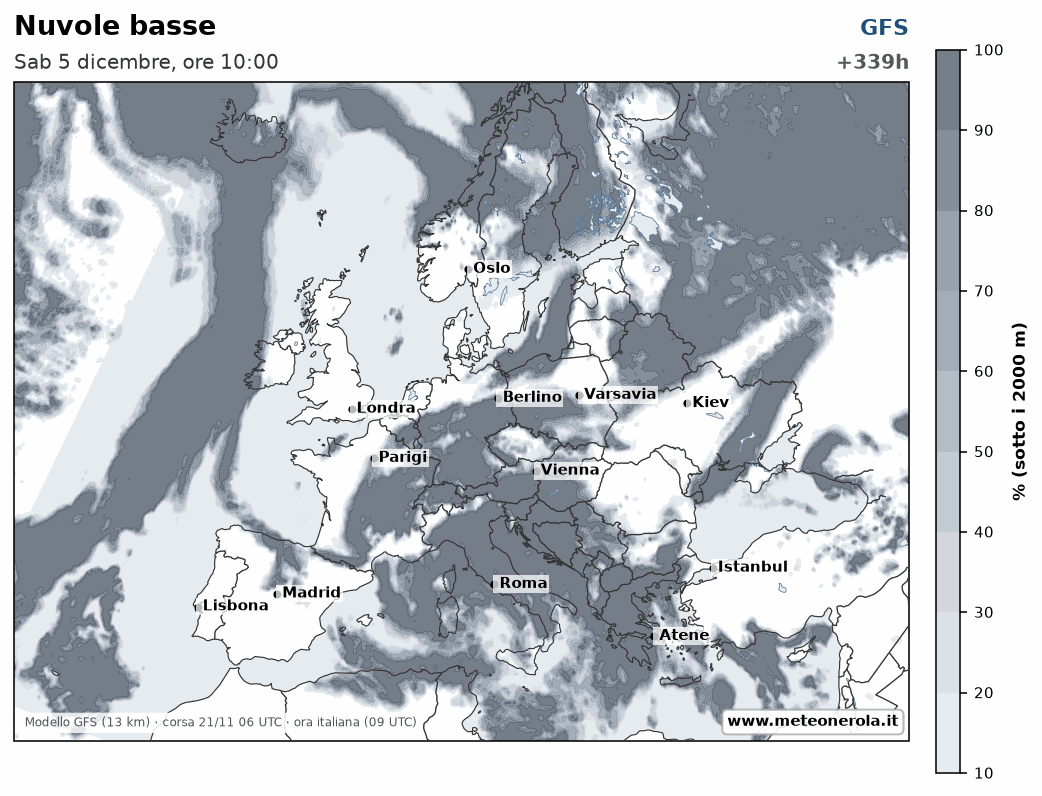 Nuvole basse
GFS
Sab 5 dicembre, ore 10:00
+339h
100
90
80
70
60
50
40
30
20
10
% (sotto i 2000 m)
Oslo
Berlino
Varsavia
Kiev
Londra
Parigi
Vienna
Istanbul
Roma
Madrid
Lisbona
Atene
Modello GFS (13 km) · corsa 21/11 06 UTC · ora italiana (09 UTC)
www.meteonerola.it